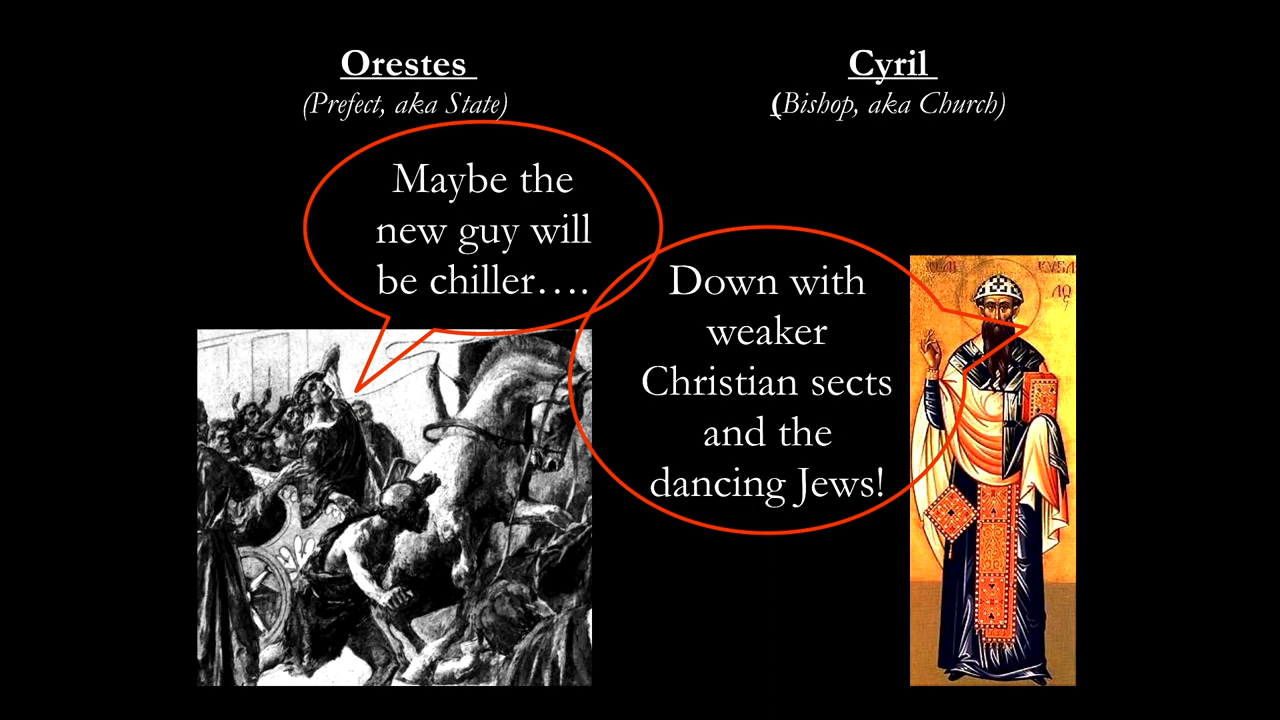 Orestes
(Prefect, aka State)
Cyril
(Bishop, aka Church)
Maybe the
new guy will
be chiller….
Down with
weaker
Christian sects
and the
dancing Jews!